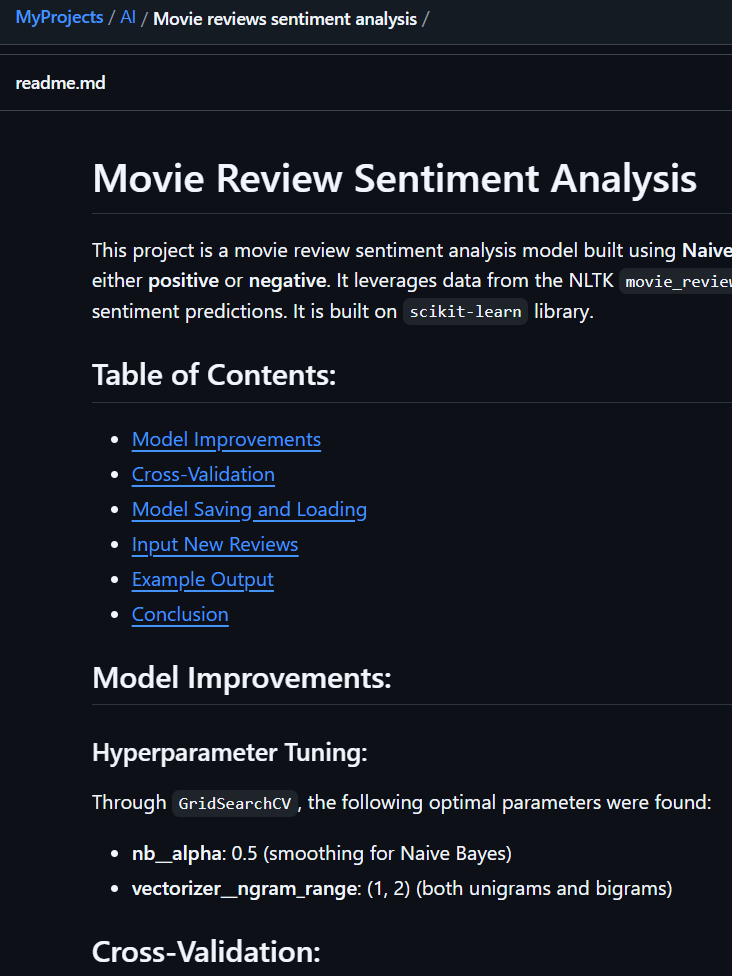 MyProjects / AI / Movie reviews sentiment analysis /
readme.md
Movie Review Sentiment Analysis
This project is a movie review sentiment analysis model built using Naive
either positive or negative. It leverages data from the NLTK movie_review
sentiment predictions. It is built on scikit-learn library.
Table of Contents:
• Model Improvements
• Cross-Validation
• Model Saving and Loading
• Input New Reviews
• Example Output
• Conclusion
Model Improvements:
Hyperparameter Tuning:
Through GridSearchCV, the following optimal parameters were found:
• nb__alpha: 0.5 (smoothing for Naive Bayes)
• vectorizer__ngram_range: (1, 2) (both unigrams and bigrams)
Cross-Validation: